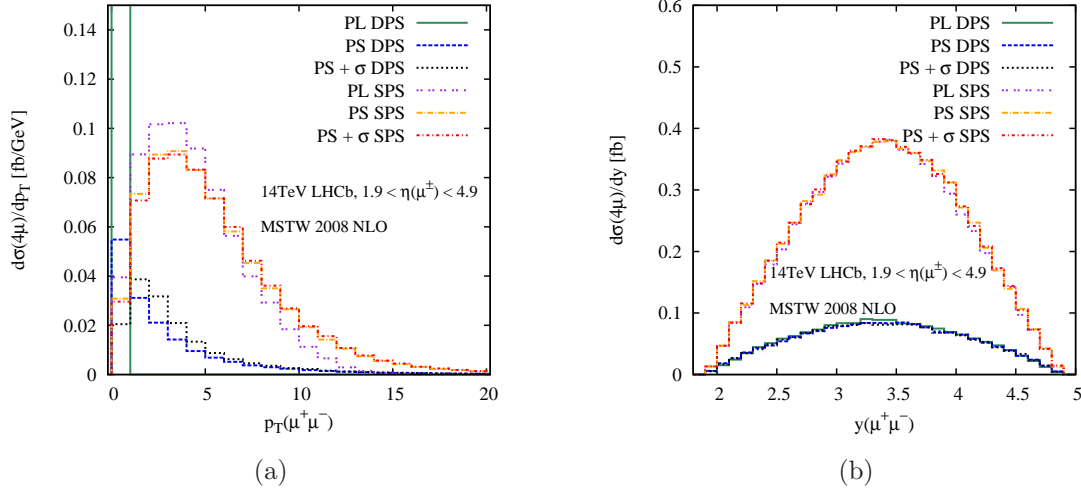 0.14
0.12
0.1
0.08
0.06
0.04
0.02
0
0
5
10
15
20
dσ(4μ)/dp_T [fb/GeV]
p_T(μ⁺μ⁻)
PL DPS
PS DPS
PS + σ DPS
PL SPS
PS SPS
PS + σ SPS
14TeV LHCb, 1.9 < η(μ^±) < 4.9
MSTW 2008 NLO
(a)
0.6
0.5
0.4
0.3
0.2
0.1
0
2
2.5
3
3.5
4
4.5
5
dσ(4μ)/dy [fb]
y(μ⁺μ⁻)
PL DPS
PS DPS
PS + σ DPS
PL SPS
PS SPS
PS + σ SPS
14TeV LHCb, 1.9 < η(μ^±) < 4.9
MSTW 2008 NLO
(b)